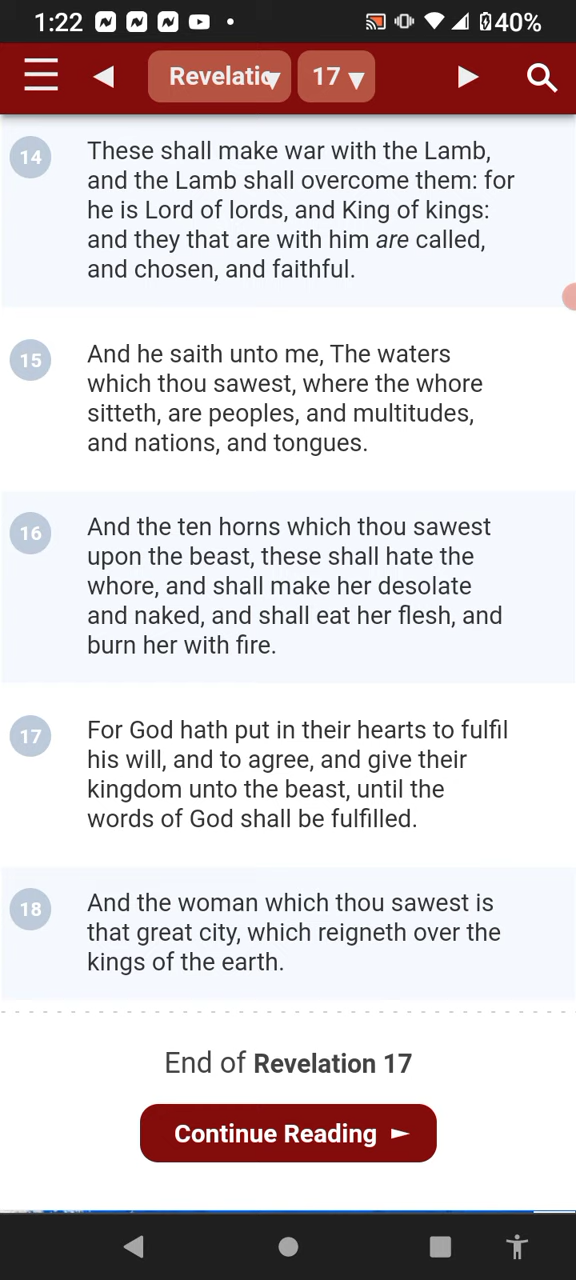 1:22
40%
Revelatio
17
14
These shall make war with the Lamb,
and the Lamb shall overcome them: for
he is Lord of lords, and King of kings:
and they that are with him are called,
and chosen, and faithful.
15
And he saith unto me, The waters
which thou sawest, where the whore
sitteth, are peoples, and multitudes,
and nations, and tongues.
16
And the ten horns which thou sawest
upon the beast, these shall hate the
whore, and shall make her desolate
and naked, and shall eat her flesh, and
burn her with fire.
17
For God hath put in their hearts to fulfil
his will, and to agree, and give their
kingdom unto the beast, until the
words of God shall be fulfilled.
18
And the woman which thou sawest is
that great city, which reigneth over the
kings of the earth.
End of Revelation 17
Continue Reading